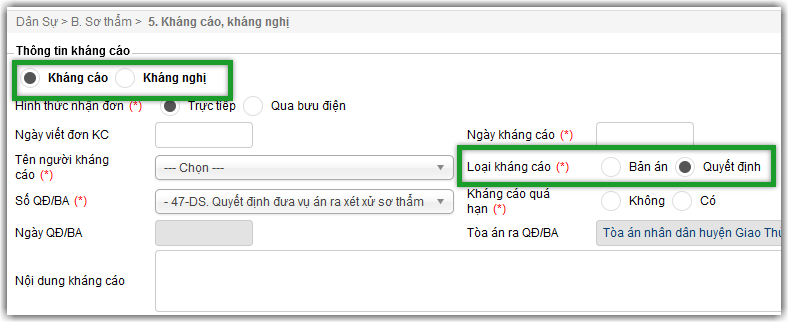 Dân Sự > B. Sơ thẩm > 5. Kháng cáo, kháng nghị
Thông tin kháng cáo
Kháng cáo Kháng nghị
Hình thức nhận đơn (*) Trực tiếp Qua bưu điện
Ngày viết đơn KC Ngày kháng cáo (*)
Tên người kháng cáo (*) --- Chọn --- Loại kháng cáo (*) Bản án Quyết định
Số QĐ/BA (*) - 47-DS. Quyết định đưa vụ án ra xét xử sơ thẩm Kháng cáo quá hạn (*) Không Có
Ngày QĐ/BA Tòa án ra QĐ/BA Tòa án nhân dân huyện Giao
Nội dung kháng cáo